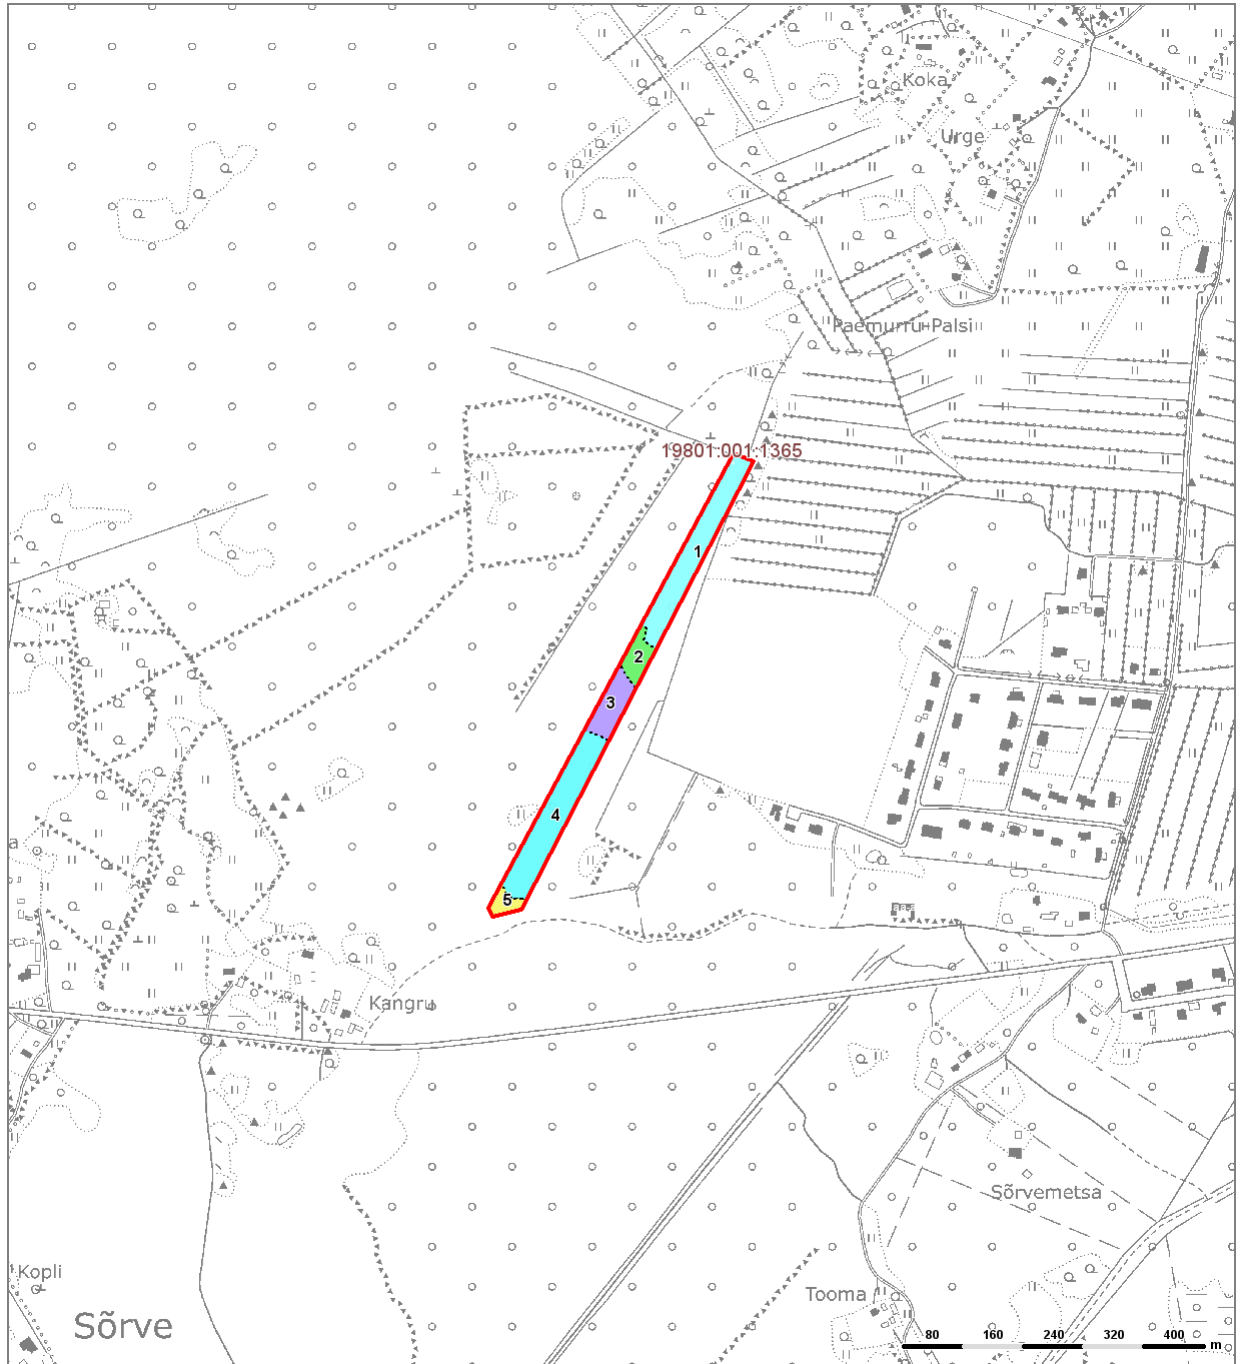 Koka
Urge
Paemurru-Palsi
19801:001:1365
1
2
3
4
5
Kangru
Sõrvemetsa
Kopli
Sõrve
Tooma
80 160 240 320 400 m